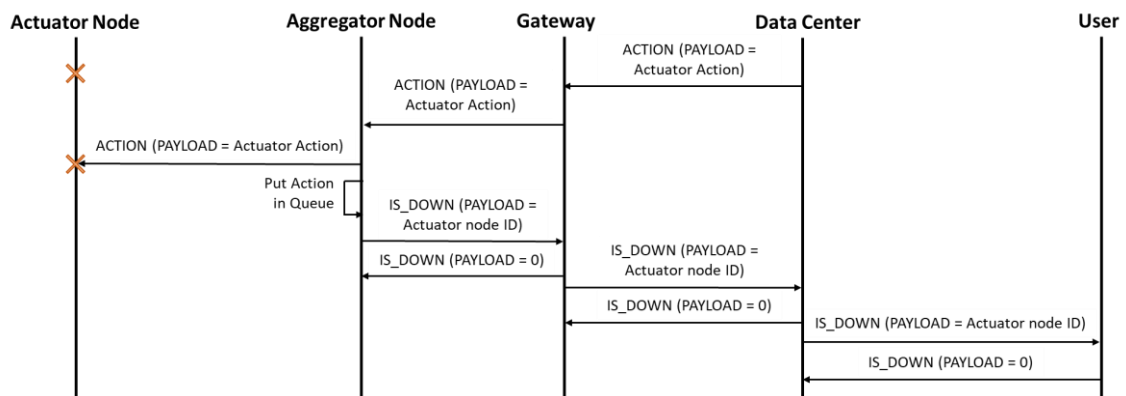 Actuator Node
Aggregator Node
Gateway
Data Center
User
ACTION (PAYLOAD =
Actuator Action)
ACTION (PAYLOAD =
Actuator Action)
ACTION (PAYLOAD = Actuator Action)
Put Action
in Queue
IS_DOWN (PAYLOAD =
Actuator node ID)
IS_DOWN (PAYLOAD = 0)
IS_DOWN (PAYLOAD =
Actuator node ID)
IS_DOWN (PAYLOAD = 0)
IS_DOWN (PAYLOAD = Actuator node ID)
IS_DOWN (PAYLOAD = 0)